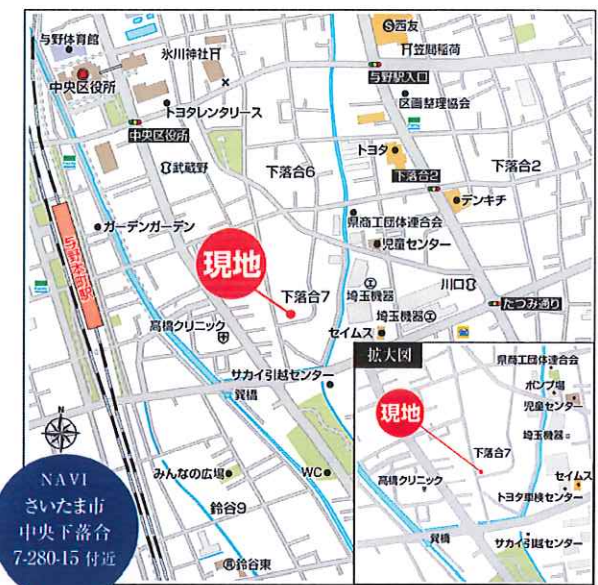 与野体育館
中央区役所
氷川神社
トヨタレンタリース
中央区役所
武蔵野
S西友
笠間稲荷
与野駅入口
区画整理協会
トヨタ
下落合2
下落合2
下落合6
デンキチ
ガーデンガーデン
与野本町駅
県商工団体連合会
児童センター
現地
下落合7
埼玉機器
川口
埼玉機器
たつみ通り
セイムス
高橋クリニック
サカイ引越センター
巽橋
N
みんなの広場
WC
鈴谷9
鈴谷東
拡大図
県商工団体連合会
ポンプ場
児童センター
現地
埼玉機器
下落合7
高橋クリニック
セイムス
トヨタ車検センター
巽橋
サカイ引越センター
NAVI
さいたま市
中央下落合
7-280-15 付近